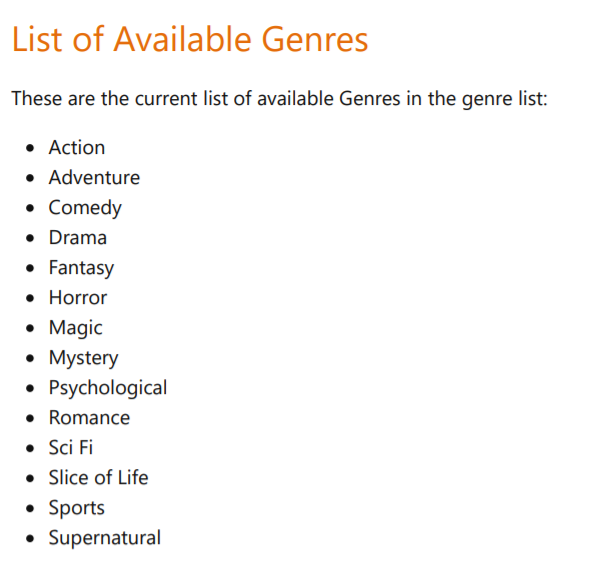 List of Available Genres
These are the current list of available Genres in the genre list:
Action
Adventure
Comedy
Drama
Fantasy
Horror
Magic
Mystery
Psychological
Romance
Sci Fi
Slice of Life
Sports
Supernatural